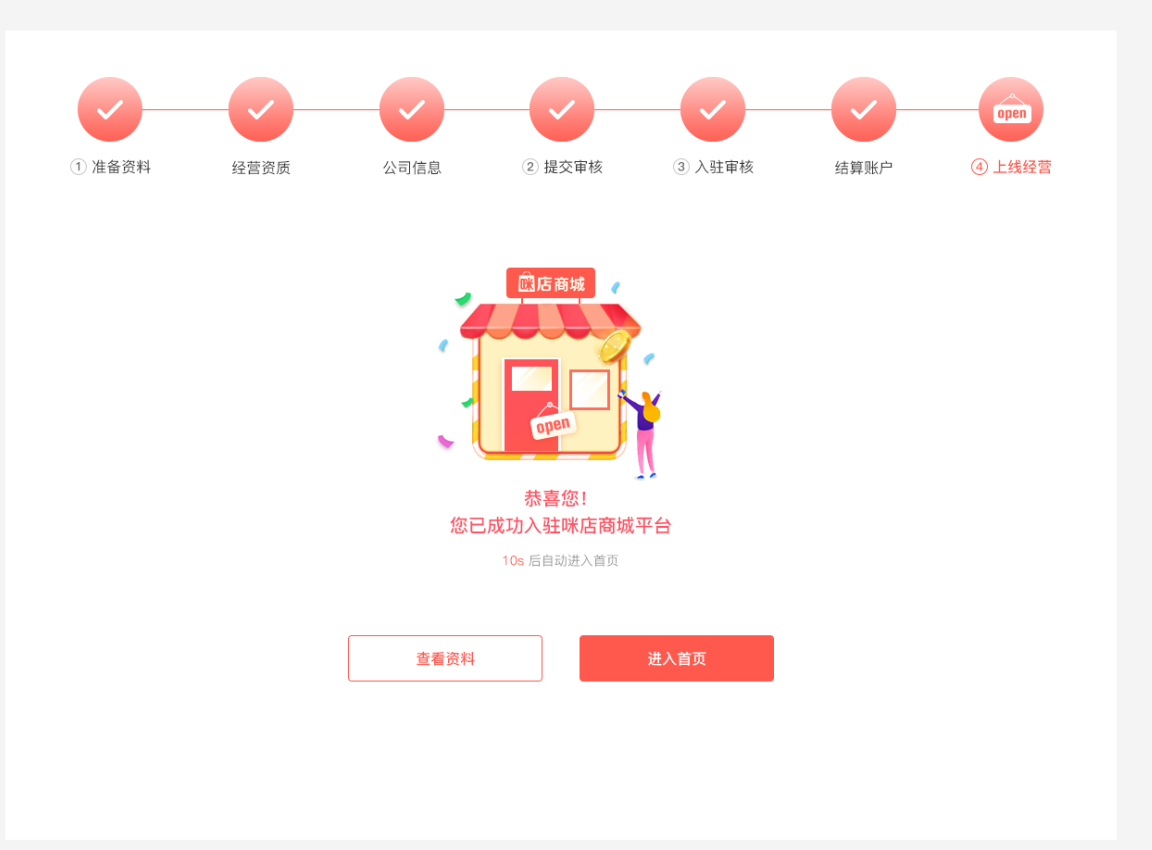 ① 准备资料
经营资质
公司信息
② 提交审核
③ 入驻审核
结算账户
open
④ 上线经营
咪店商城
open
恭喜您!
您已成功入驻咪店商城平台
10s 后自动进入首页
查看资料
进入首页